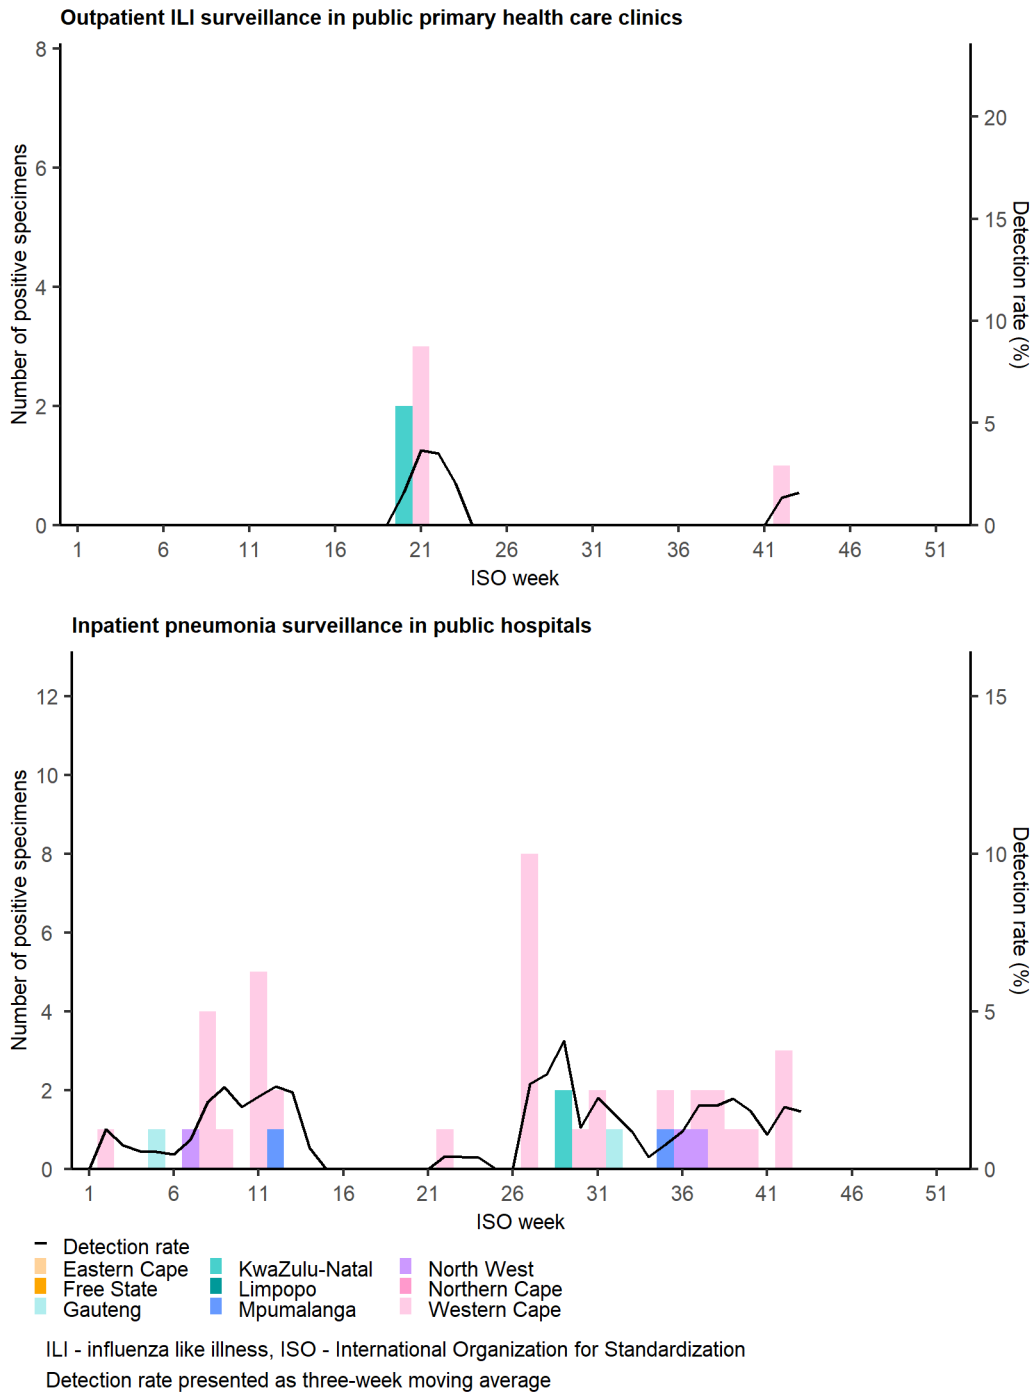 Outpatient ILI surveillance in public primary health care clinics
8
6
4
2
0
Number of positive specimens
20
15
10
5
0
Detection rate (%)
1 6 11 16 21 26 31 36 41 46 51
ISO week
Inpatient pneumonia surveillance in public hospitals
12
10
8
6
4
2
0
Number of positive specimens
15
10
5
0
Detection rate (%)
1 6 11 16 21 26 31 36 41 46 51
ISO week
Detection rate
Eastern Cape KwaZulu-Natal North West
Free State Limpopo Northern Cape
Gauteng Mpumalanga Western Cape
ILI - influenza like illness, ISO - International Organization for Standardization
Detection rate presented as three-week moving average